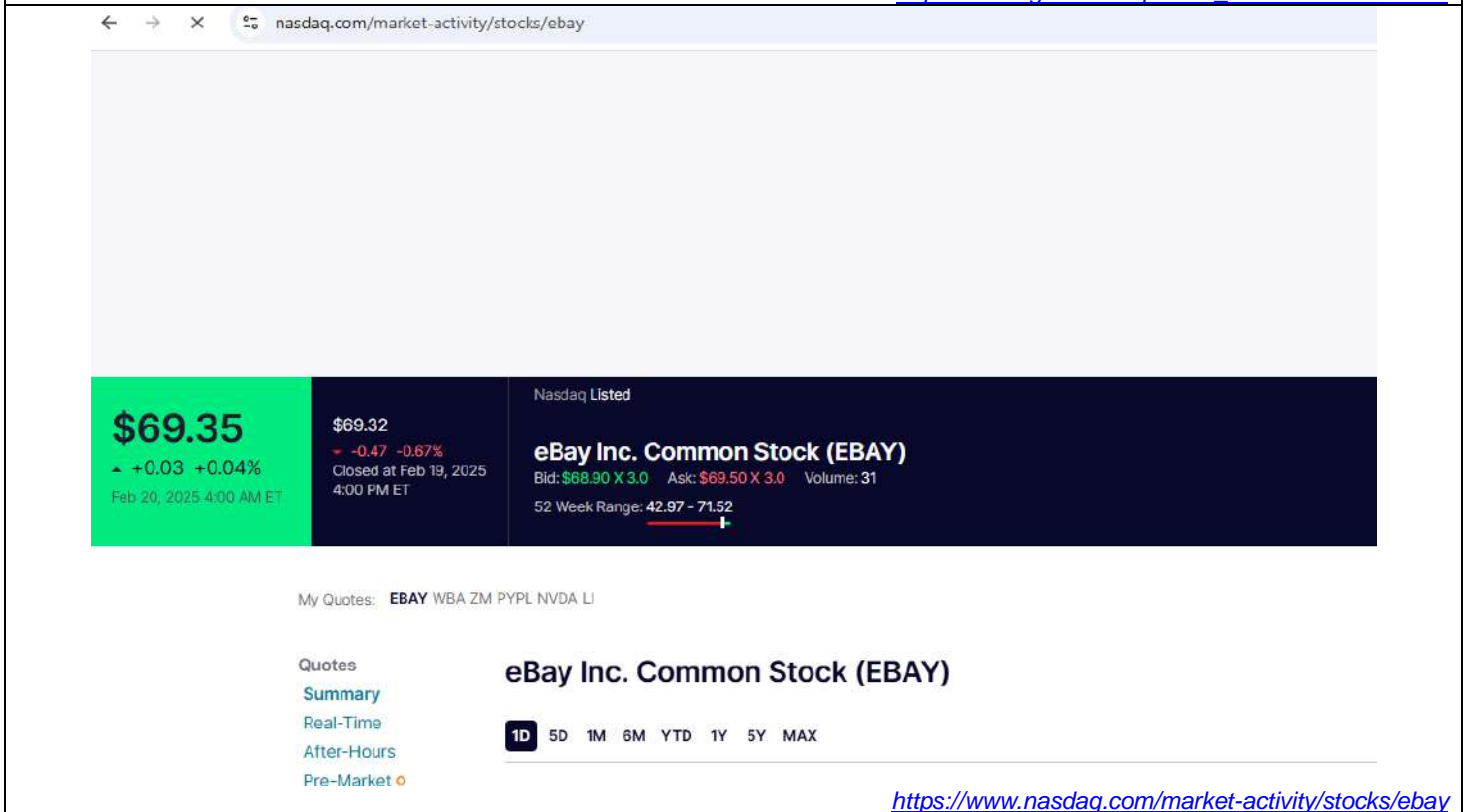 nasdaq.com/market-activity/stocks/ebay
$69.35
+0.03 +0.04%
Feb 20, 2025 4:00 AM ET
$69.32
-0.47 -0.67%
Closed at Feb 19, 2025
4:00 PM ET
Nasdaq Listed
eBay Inc. Common Stock (EBAY)
Bid: $68.90 X 3.0 Ask: $69.50 X 3.0 Volume: 31
52 Week Range: 42.97 - 71.52
My Quotes: EBAY WBA ZM PYPL NVDA LI
Quotes
Summary
Real-Time
After-Hours
Pre-Market
eBay Inc. Common Stock (EBAY)
1D 5D 1M 6M YTD 1Y 5Y MAX
https://www.nasdaq.com/market-activity/stocks/ebay